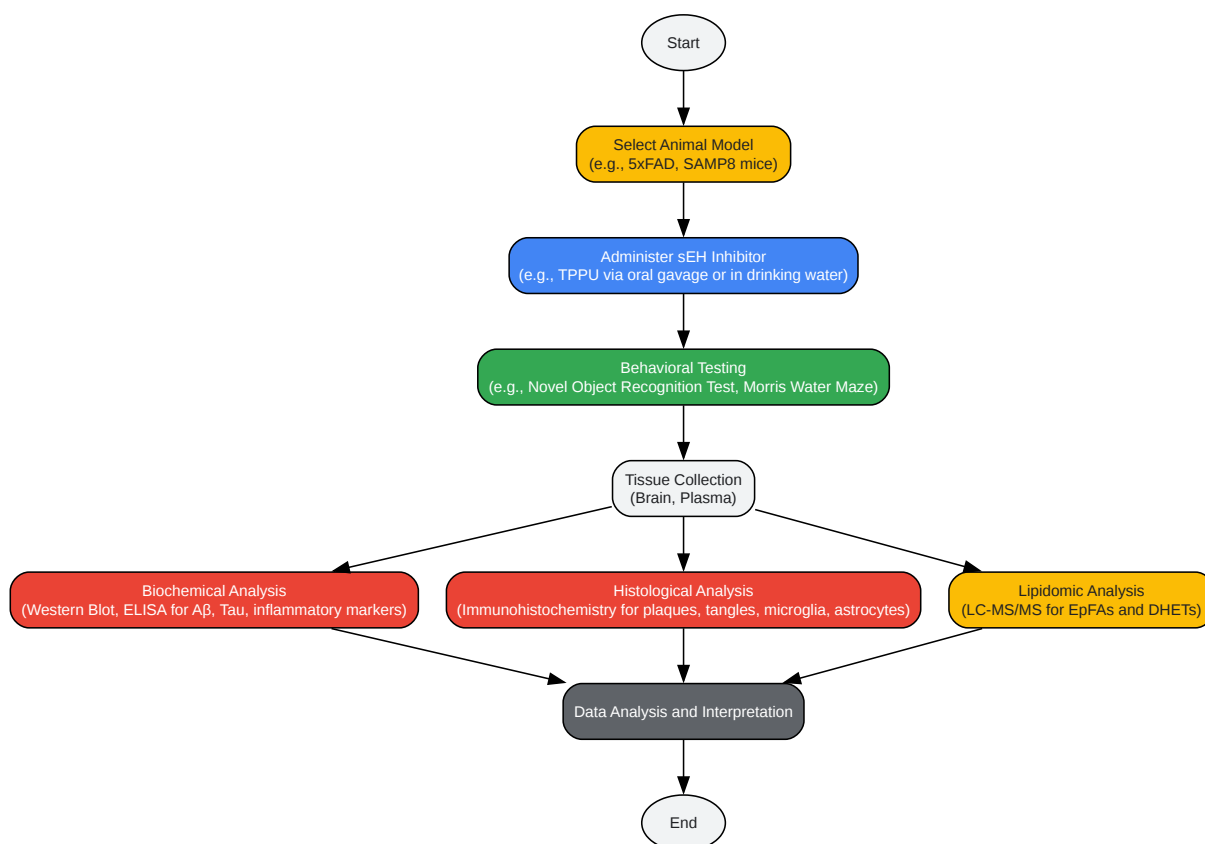 Start
Select Animal Model
(e.g., 5xFAD, SAMP8 mice)
Administer sEH Inhibitor
(e.g., TPPU via oral gavage or in drinking water)
Behavioral Testing
(e.g., Novel Object Recognition Test, Morris Water Maze)
Tissue Collection
(Brain, Plasma)
Biochemical Analysis
(Western Blot, ELISA for Aβ, Tau, inflammatory markers)
Histological Analysis
(Immunohistochemistry for plaques, tangles, microglia, astrocytes)
Lipidomic Analysis
(LC-MS/MS for EpFAs and DHETs)
Data Analysis and Interpretation
End